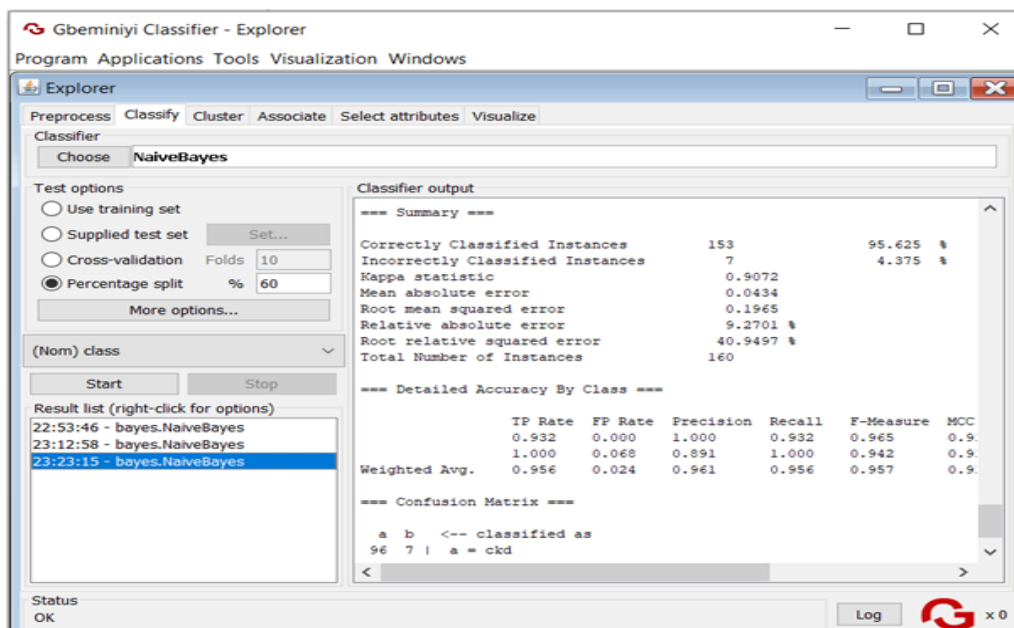 Gbeminiyi Classifier - Explorer
Program Applications Tools Visualization Windows
Explorer
Preprocess Classify Cluster Associate Select attributes Visualize
Classifier
Choose NaiveBayes
Test options
Use training set
Supplied test set Set...
Cross-validation Folds 10
Percentage split % 60
More options...
(Nom) class
Start Stop
Result list (right-click for options)
22:53:46 - bayes.NaiveBayes
23:12:58 - bayes.NaiveBayes
23:23:15 - bayes.NaiveBayes
Classifier output
=== Summary ===
Correctly Classified Instances 153 95.625 %
Incorrectly Classified Instances 7 4.375 %
Kappa statistic 0.9072
Mean absolute error 0.0434
Root mean squared error 0.1965
Relative absolute error 9.2701 %
Root relative squared error 40.9497 %
Total Number of Instances 160
=== Detailed Accuracy By Class ===
TP Rate FP Rate Precision Recall F-Measure MCC
0.932 0.000 1.000 0.932 0.965 0.9
1.000 0.068 0.891 1.000 0.942 0.9
Weighted Avg. 0.956 0.024 0.961 0.956 0.957 0.9
=== Confusion Matrix ===
a b <-- classified as
96 7 | a = ckd
Status
OK
Log x 0